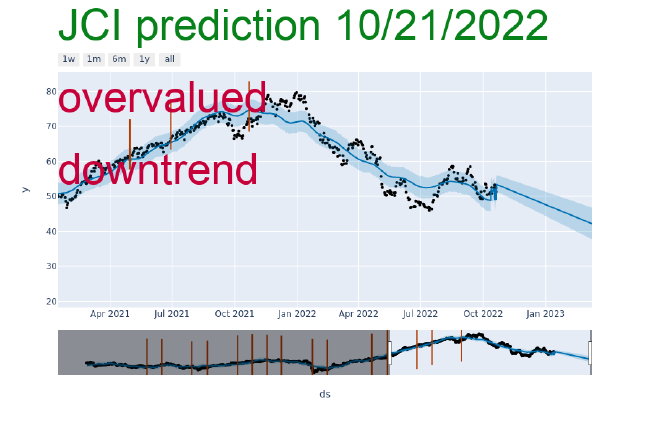 JCI prediction 10/21/2022
1w 1m 6m 1y all
overvalued
downtrend
80
70
60
50
40
30
20
y
Apr 2021 Jul 2021 Oct 2021 Jan 2022 Apr 2022 Jul 2022 Oct 2022 Jan 2023
ds